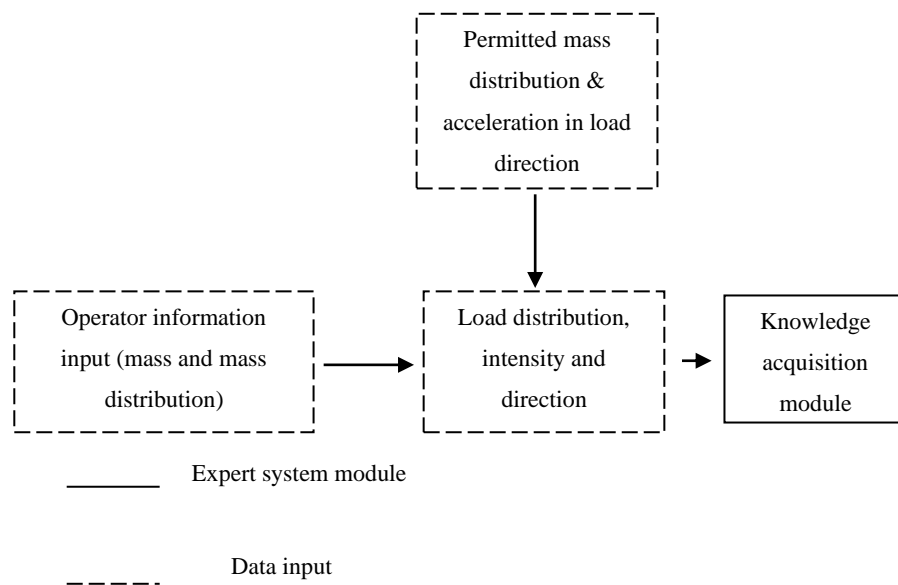 Permitted mass
distribution &
acceleration in load
direction
Operator information
input (mass and mass
distribution)
Load distribution,
intensity and
direction
Knowledge
acquisition
module
Expert system module
Data input